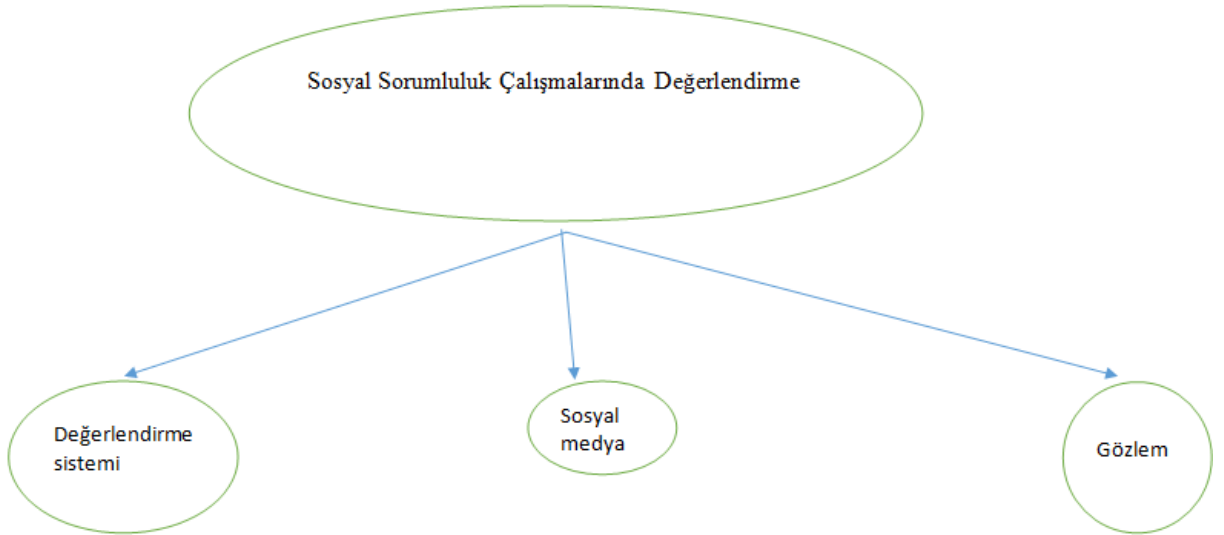 Sosyal Sorumluluk Çalışmalarında Değerlendirme
Değerlendirme
sistemi
Sosyal
medya
Gözlem